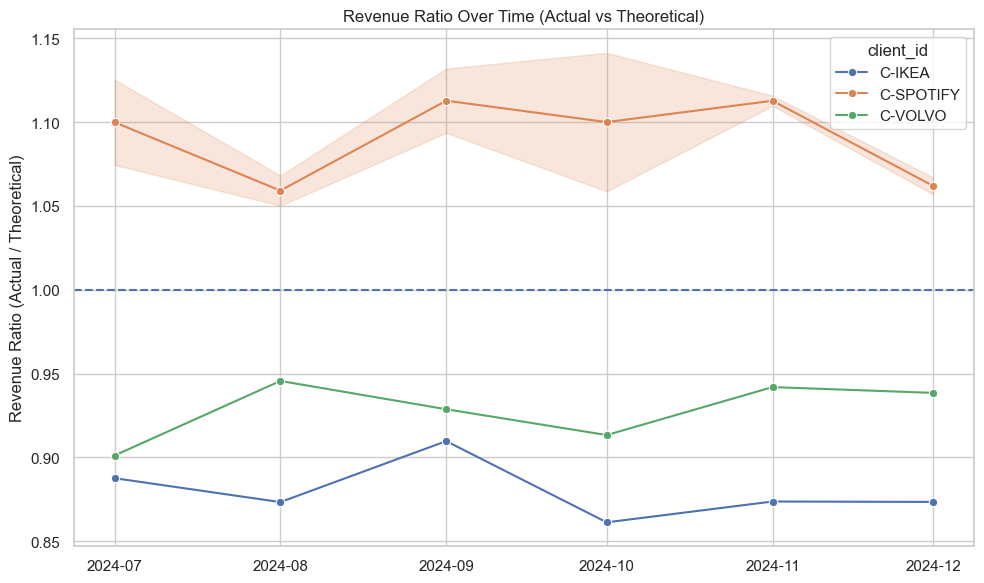 Revenue Ratio Over Time (Actual vs Theoretical)
Revenue Ratio (Actual / Theoretical)
1.15
1.10
1.05
1.00
0.95
0.90
0.85
client_id
C-IKEA
C-SPOTIFY
C-VOLVO
2024-07 2024-08 2024-09 2024-10 2024-11 2024-12